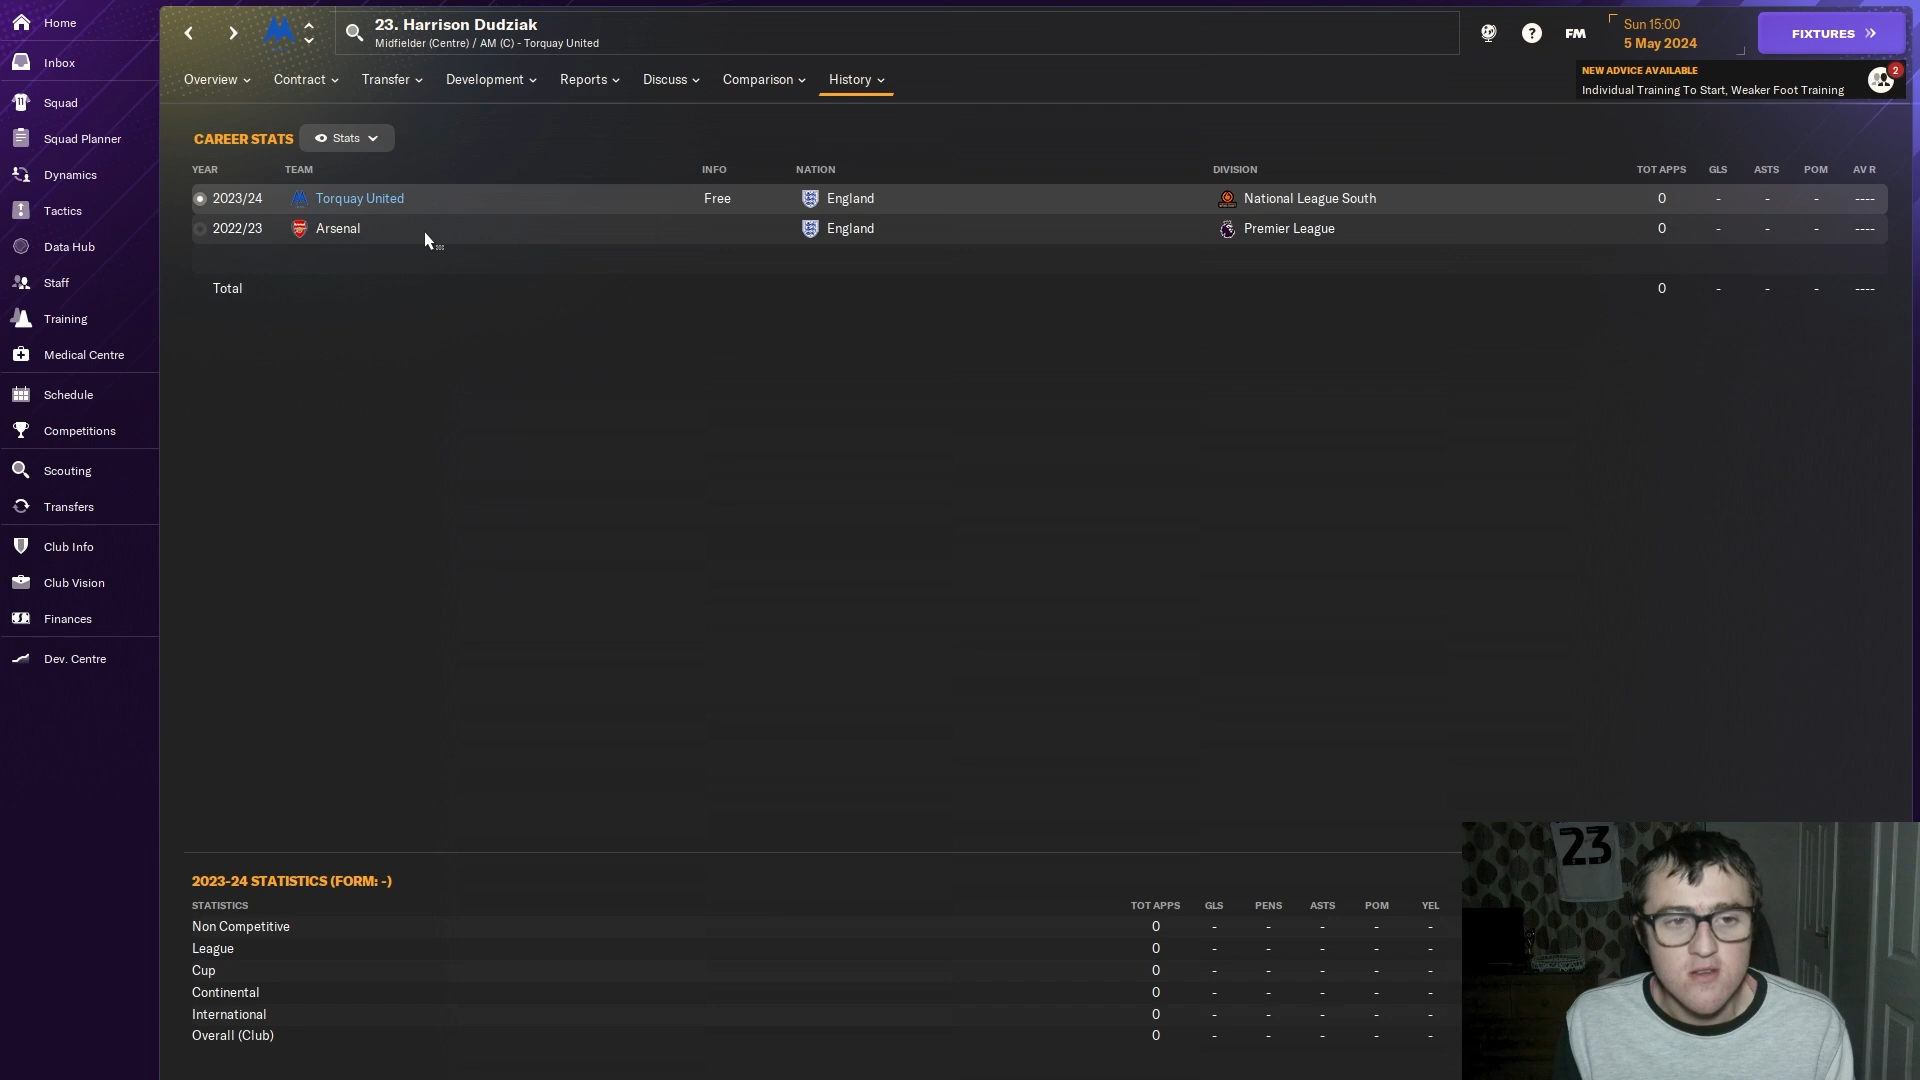 Home
Inbox
Squad
Squad Planner
Dynamics
Tactics
Data Hub
Staff
Training
Medical Centre
Schedule
Competitions
Scouting
Transfers
Club Info
Club Vision
Finances
Dev. Centre
23. Harrison Dudziak
Midfielder (Centre) / AM (C) - Torquay United
?
FM
Sun 15:00
5 May 2024
FIXTURES
Overview Contract Transfer Development Reports Discuss Comparison History
NEW ADVICE AVAILABLE
Individual Training To Start, Weaker Foot Training
2
CAREER STATS Stats
YEAR TEAM INFO NATION DIVISION TOT APPS GLS ASTS POM AV R
2023/24 Torquay United Free England National League South 0 - - - ----
2022/23 Arsenal England Premier League 0 - - - ----
Total 0 - - - ----
2023-24 STATISTICS (FORM: -)
STATISTICS TOT APPS GLS PENS ASTS POM YEL
Non Competitive 0 - - - - -
League 0 - - - - -
Cup 0 - - - - -
Continental 0 - - - - -
International 0 - - - - -
Overall (Club) 0 - - - - -
23